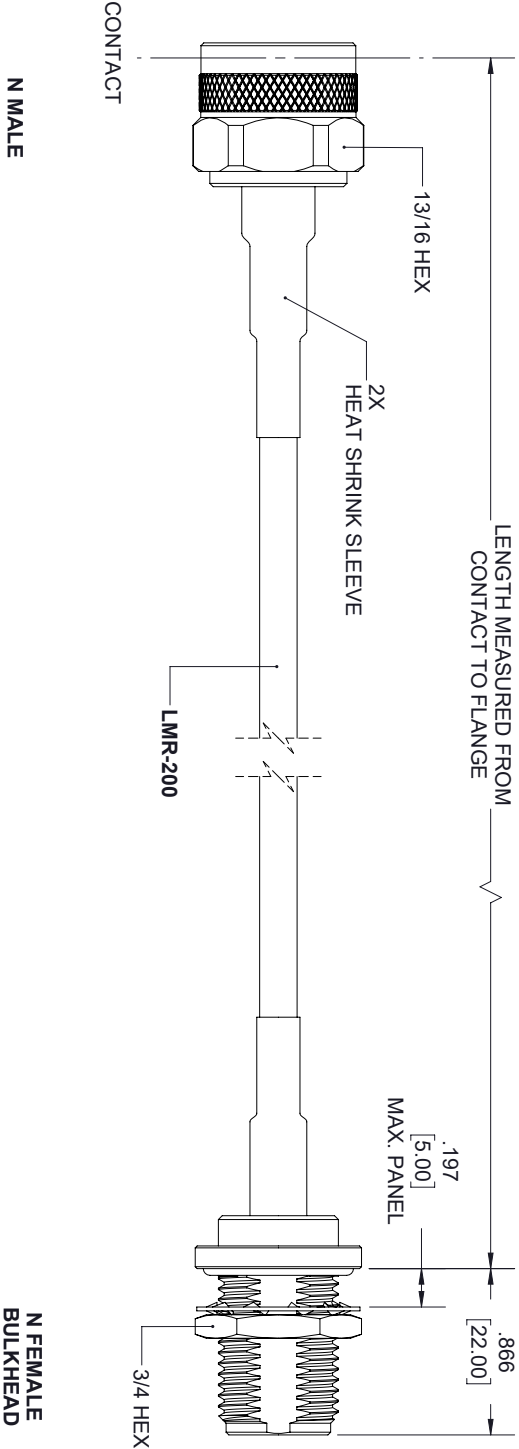 LENGTH MEASURED FROM
CONTACT TO FLANGE
.866
[22.00]
.197
[5.00]
MAX. PANEL
13/16 HEX
2X
HEAT SHRINK SLEEVE
LMR-200
3/4 HEX
CONTACT
N MALE
N FEMALE
BULKHEAD